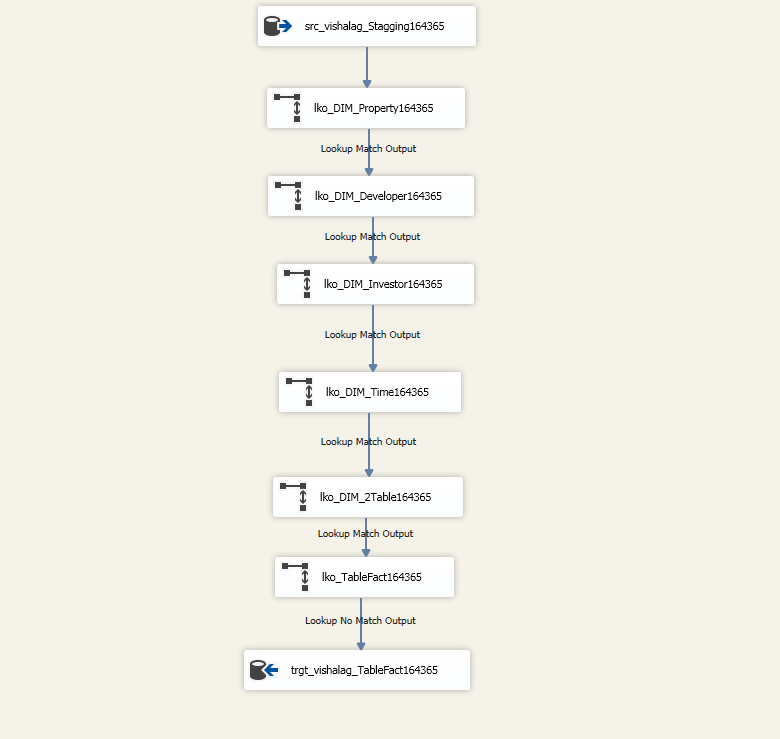 src_vishalag_Stagging164365
lko_DIM_Property164365
Lookup Match Output
lko_DIM_Developer164365
Lookup Match Output
lko_DIM_Investor164365
Lookup Match Output
lko_DIM_Time164365
Lookup Match Output
lko_DIM_2Table164365
Lookup Match Output
lko_TableFact164365
Lookup No Match Output
trgt_vishalag_TableFact164365